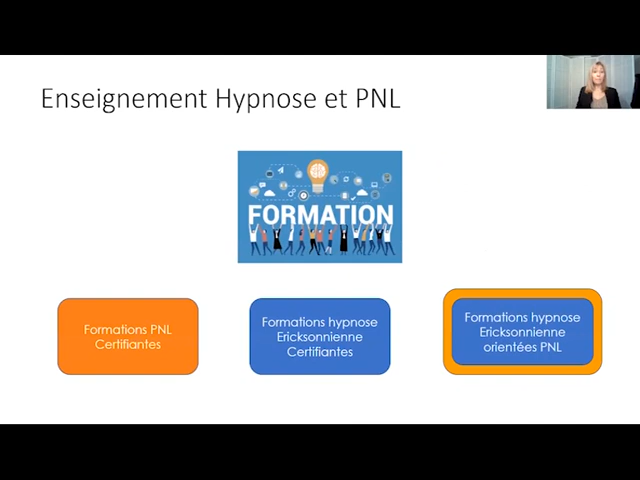 Enseignement Hypnose et PNL
FORMATION
Formations PNL
Certifiantes
Formations hypnose
Ericksonnienne
Certifiantes
Formations hypnose
Ericksonnienne
orientées PNL